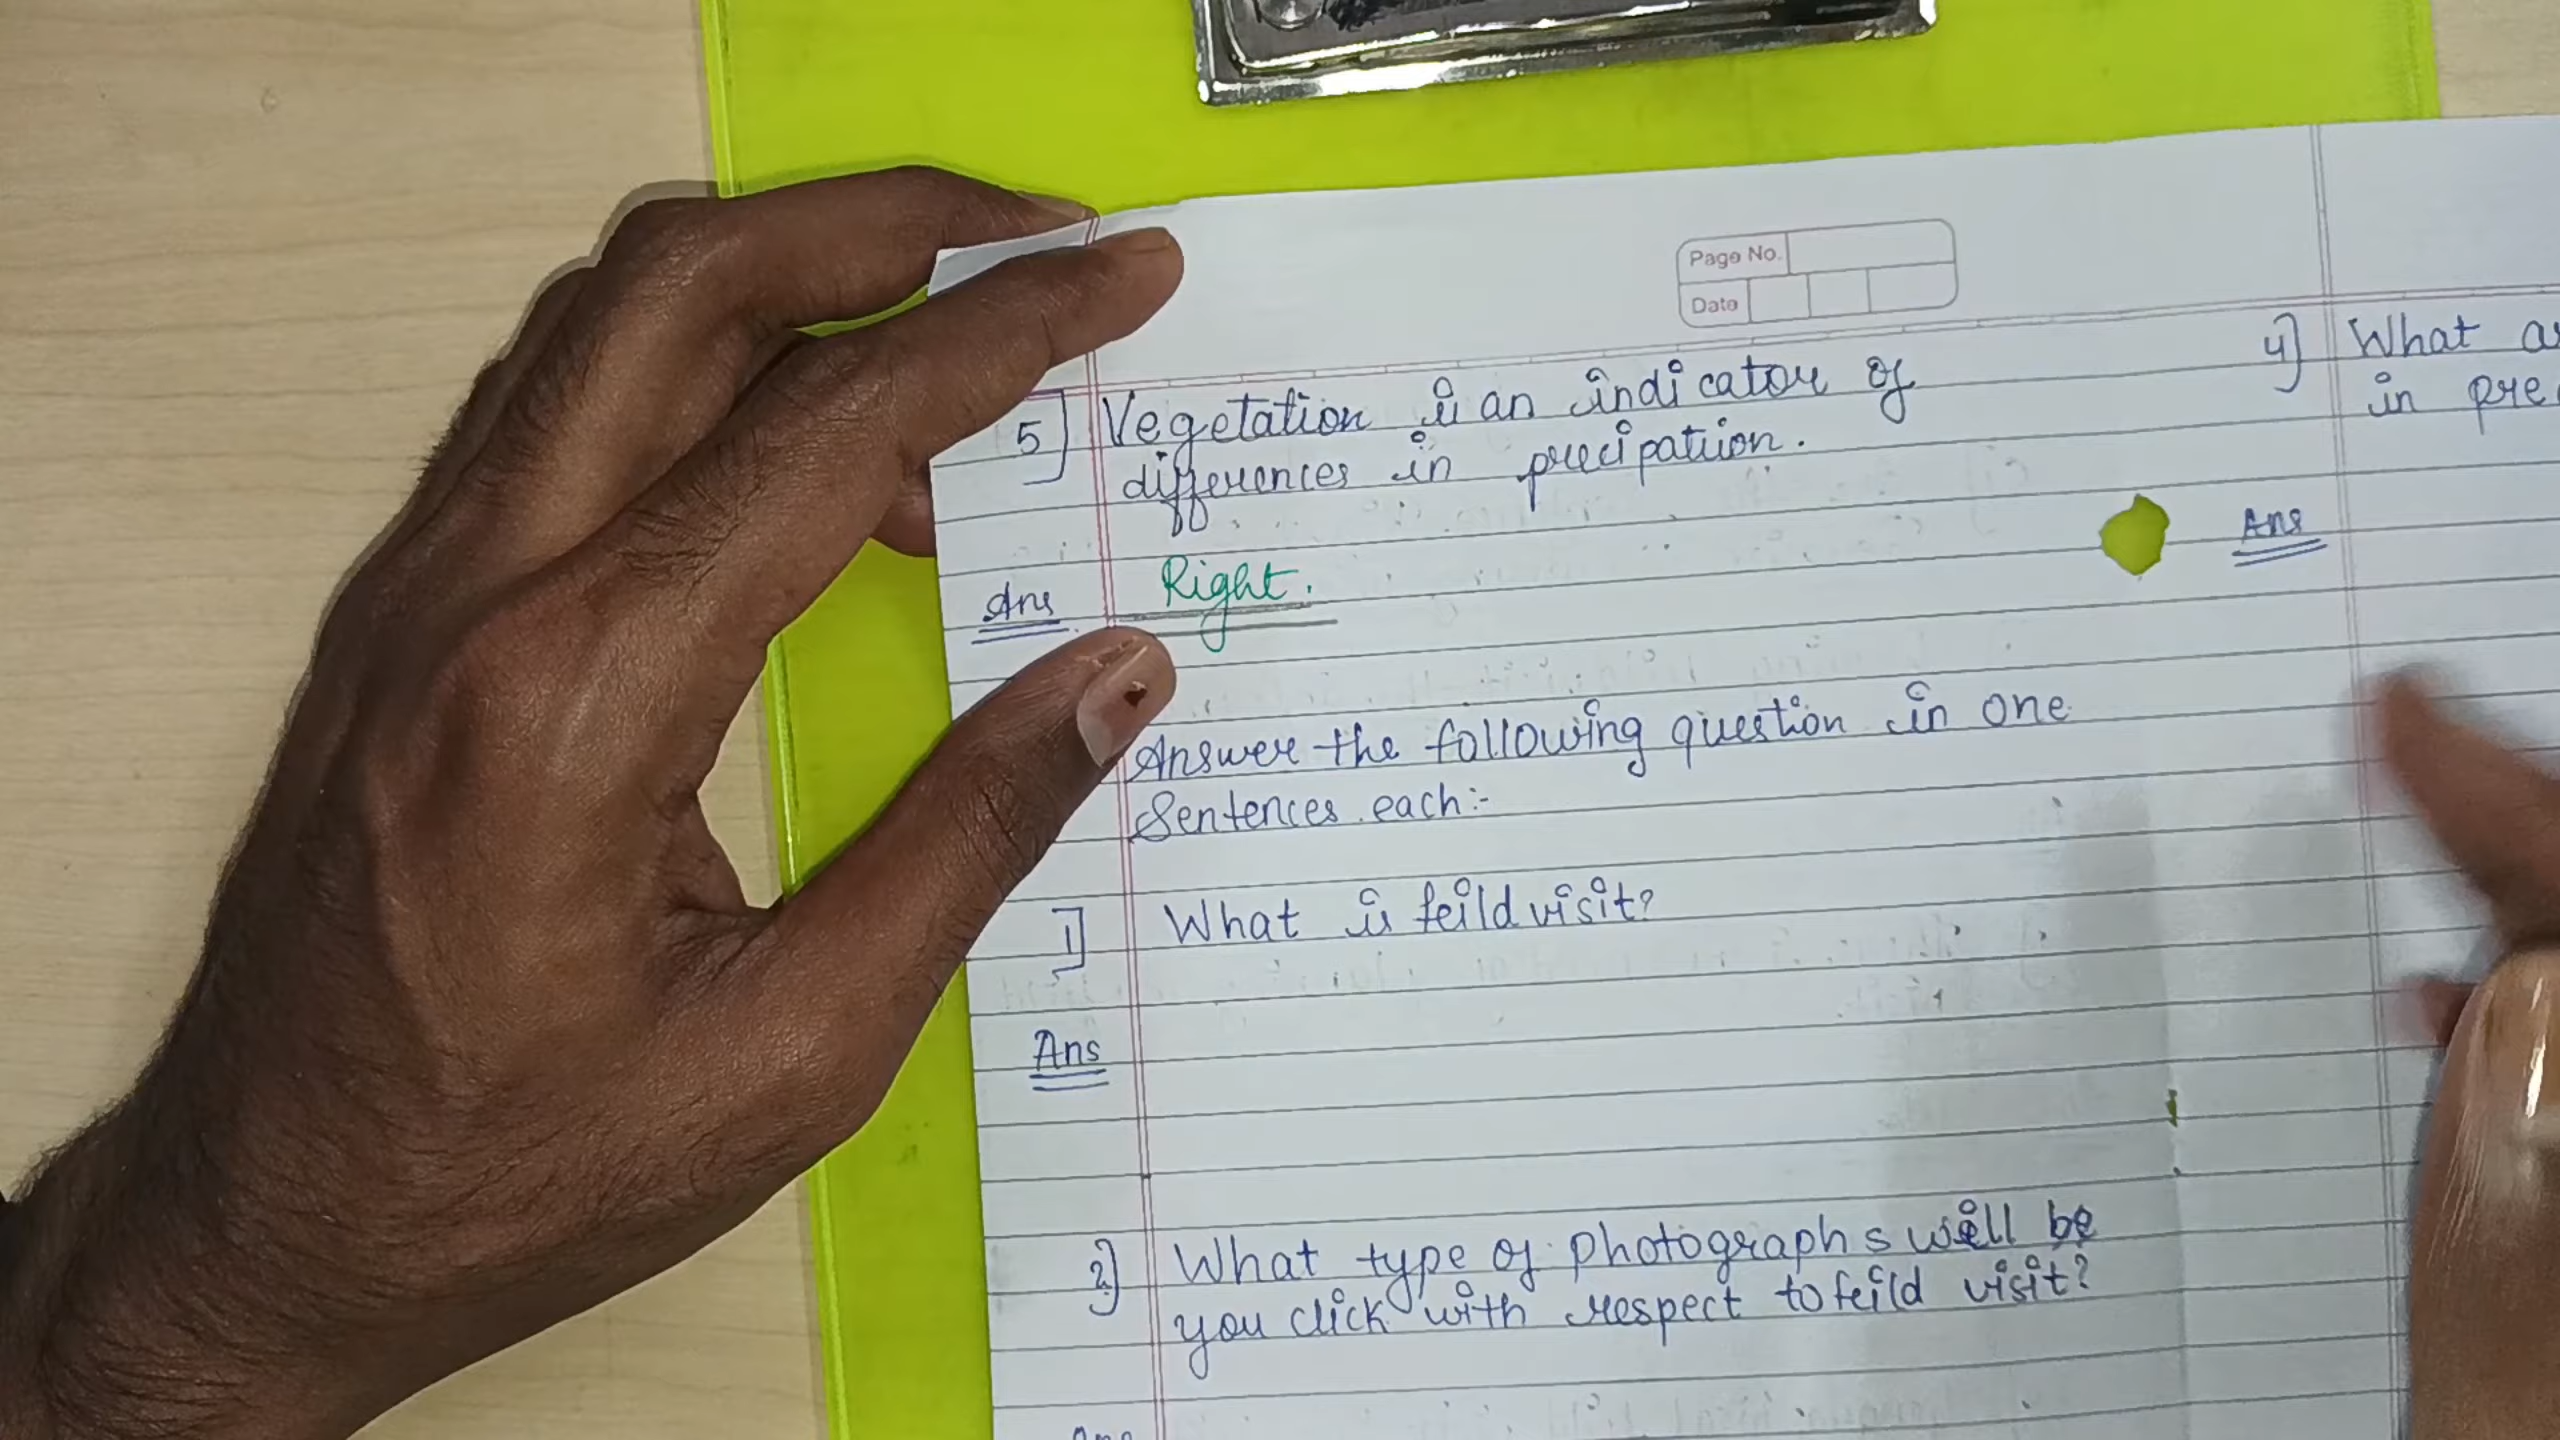 Page No.
Date
5] Vegetation is an indicator of
differences in precipatiion.
Ans Right.
Answer the following question in one
Sentences each:-
1] What is feild visit?
Ans
2] What type of photographs will be
you click with respect to feild visit?
Ans
4] What
in
Ans